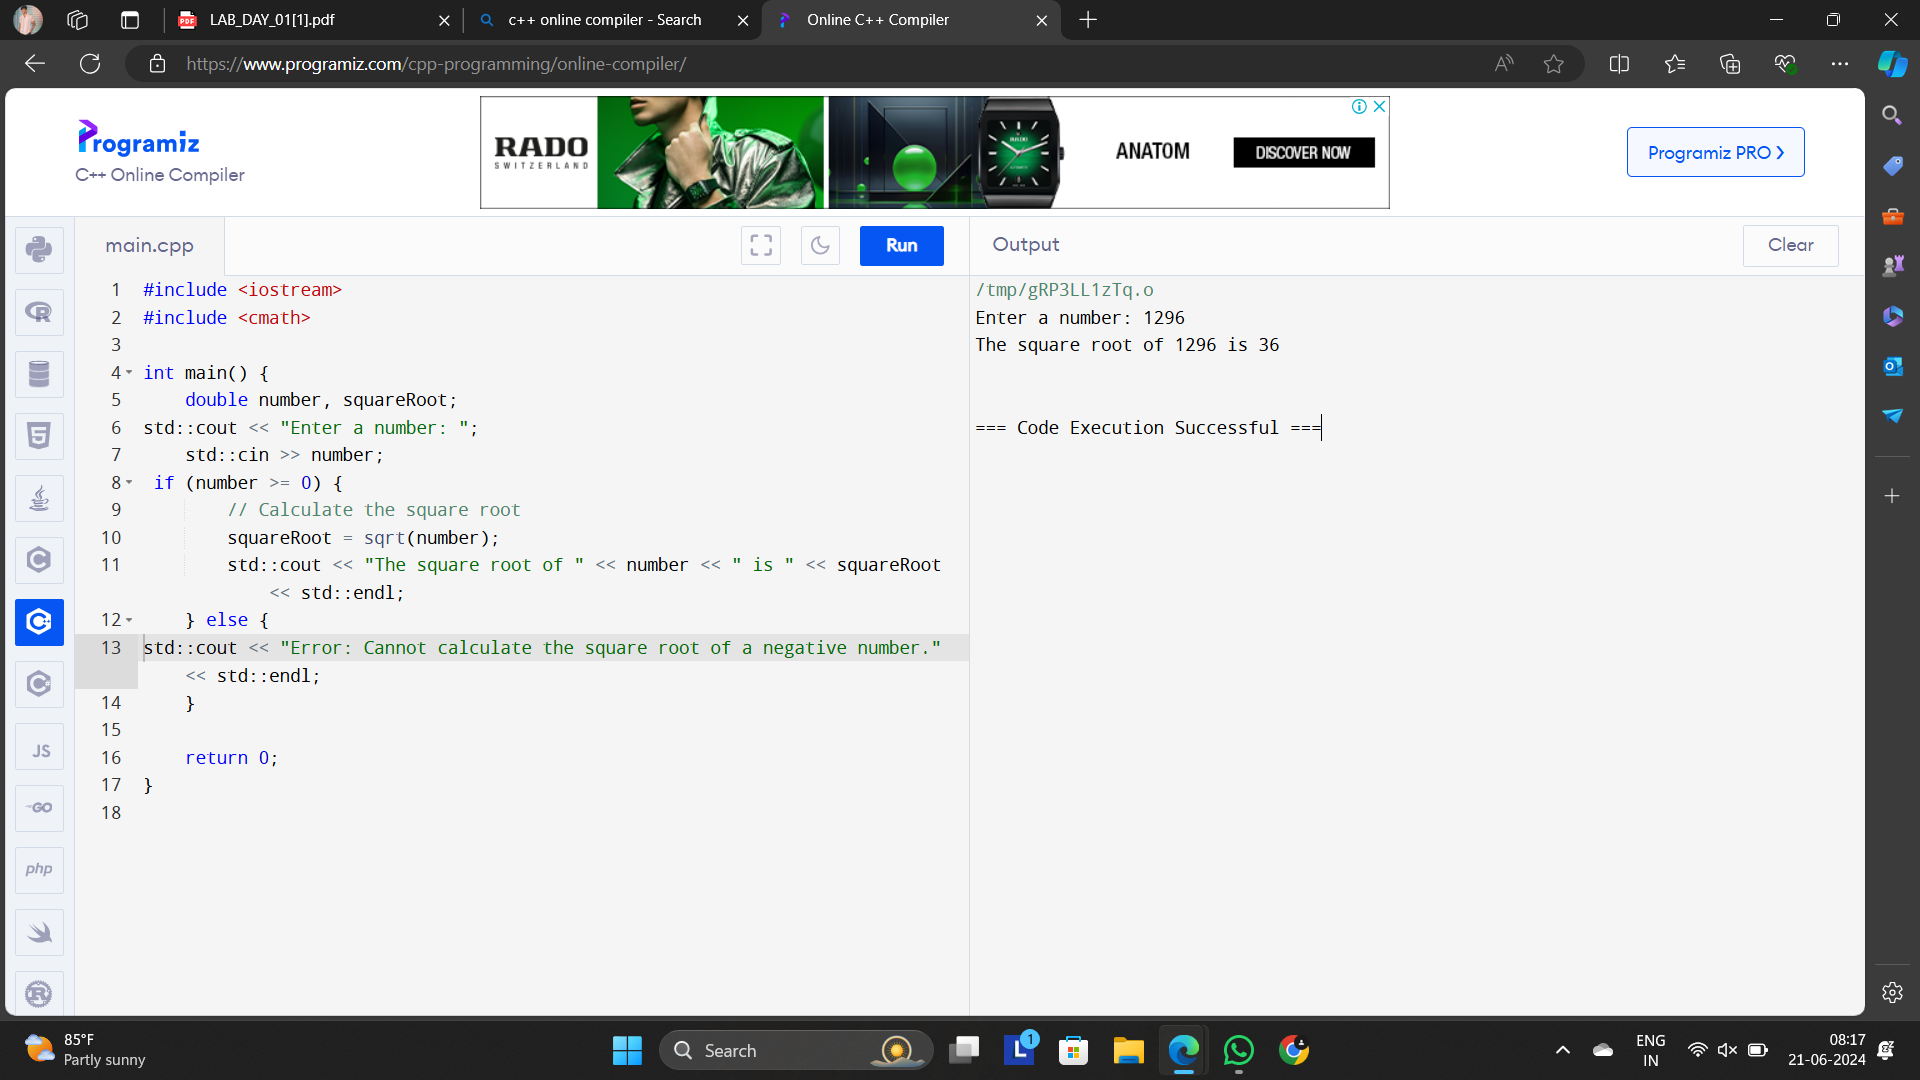 LAB_DAY_01[1].pdf
c++ online compiler - Search
Online C++ Compiler
https://www.programiz.com/cpp-programming/online-compiler/
Programiz
C++ Online Compiler
RADO
SWITZERLAND
ANATOM
DISCOVER NOW
Programiz PRO >
main.cpp
Run
Output
Clear
1 #include <iostream>
2 #include <cmath>
3
4 int main() {
5 double number, squareRoot;
6 std::cout << "Enter a number: ";
7 std::cin >> number;
8 if (number >= 0) {
9 // Calculate the square root
10 squareRoot = sqrt(number);
11 std::cout << "The square root of " << number << " is " << squareRoot
<< std::endl;
12 } else {
13 std::cout << "Error: Cannot calculate the square root of a negative number."
<< std::endl;
14 }
15
16 return 0;
17 }
18
/tmp/gRP3LL1zTq.o
Enter a number: 1296
The square root of 1296 is 36
=== Code Execution Successful ===
JS
GO
php
85°F
Partly sunny
Search
L
1
ENG
IN
08:17
21-06-2024